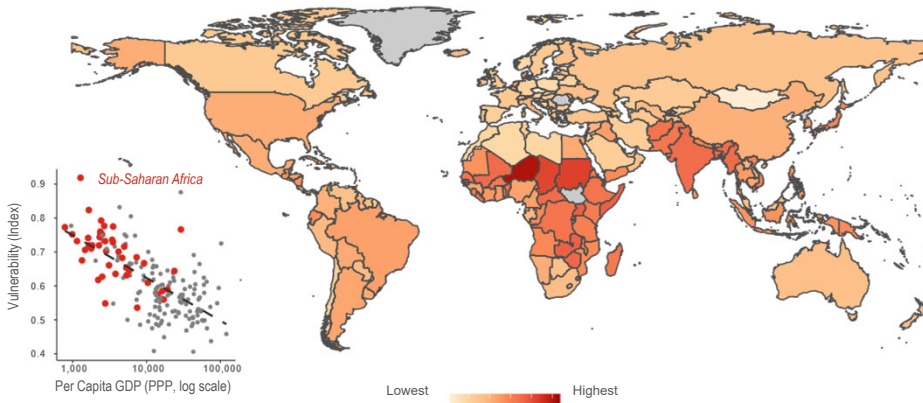 0.9
Sub-Saharan Africa
0.8
0.7
0.6
0.5
0.4
Vulnerability (Index)
1,000 10,000 100,000
Per Capita GDP (PPP, log scale)
Lowest Highest